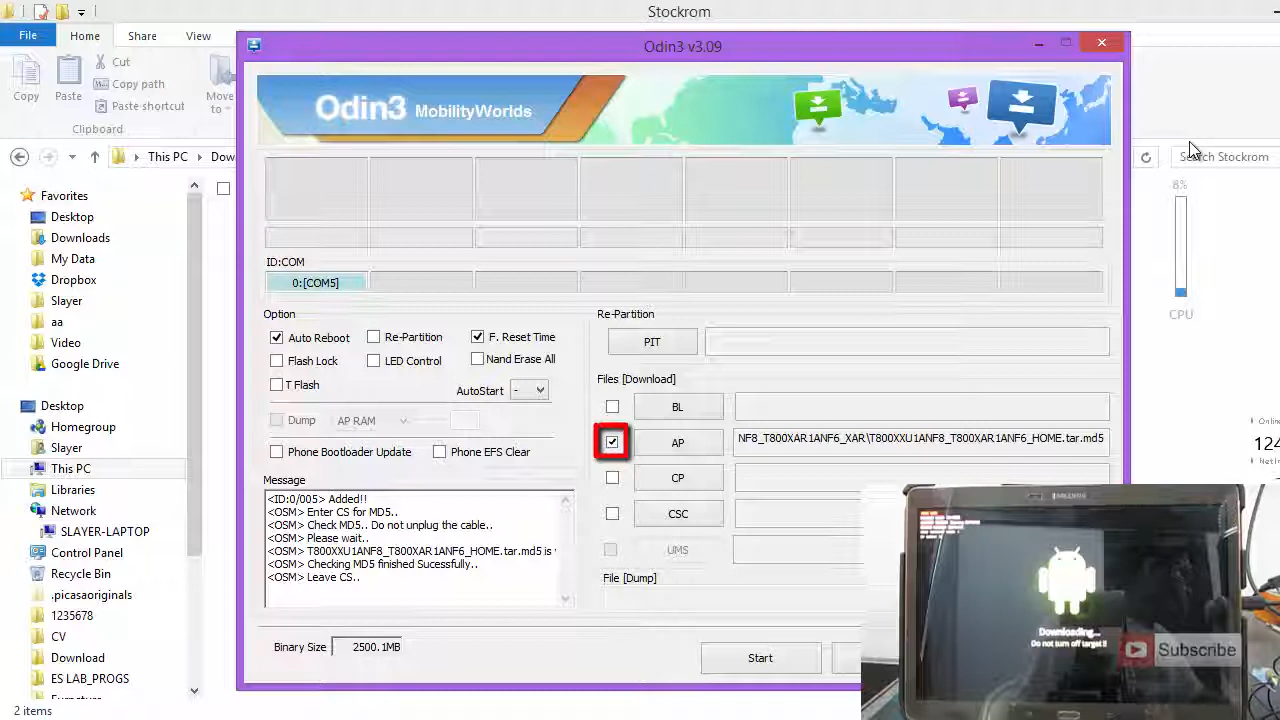 Stockrom
File Home Share View
Copy
Paste
Cut
Copy path
Paste shortcut
Move
to
Clipboard
This PC Dow
Search Stockrom
Favorites
Desktop
Downloads
My Data
Dropbox
Slayer
aa
Video
Google Drive
Desktop
Homegroup
Slayer
This PC
Libraries
Network
SLAYER-LAPTOP
Control Panel
Recycle Bin
.picasaoriginals
1235678
CV
Download
ES LAB_PROGS
2 items
Odin3 v3.09
Odin3 MobilityWorlds
ID:COM
0:[COM5]
Option
Auto Reboot Re-Partition F. Reset Time
Flash Lock LED Control Nand Erase All
T Flash AutoStart -
Dump AP RAM
Phone Bootloader Update Phone EFS Clear
Message
<ID:0/005> Added!!
<OSM> Enter CS for MD5..
<OSM> Check MD5.. Do not unplug the cable..
<OSM> Please wait..
<OSM> T800XXU1ANF8_T800XAR1ANF6_HOME.tar.md5 is
<OSM> Checking MD5 finished Sucessfully..
<OSM> Leave CS..
Re-Partition
PIT
Files [Download]
BL
AP NF8_T800XAR1ANF6_XAR\T800XXU1ANF8_T800XAR1ANF6_HOME.tar.md5
CP
CSC
UMS
File [Dump]
Binary Size 2500.1MB
Start
8%
CPU
124
SAMSUNG
Downloading...
Do not turn off target!!
Subscribe